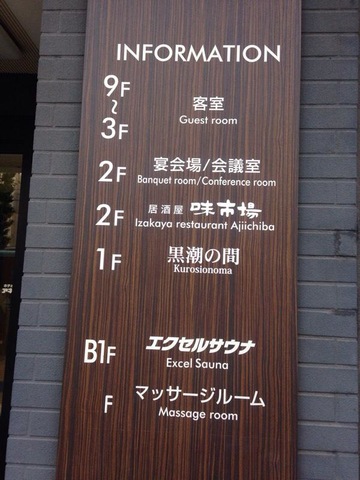 INFORMATION
9F
〜
3F
客室
Guest room
2F
宴会場/会議室
Banquet room/Conference room
2F
居酒屋 味市場
Izakaya restaurant Ajiichiba
1F
黒潮の間
Kurosionoma
B1F
エクセルサウナ
Excel Sauna
F
マッサージルーム
Massage room